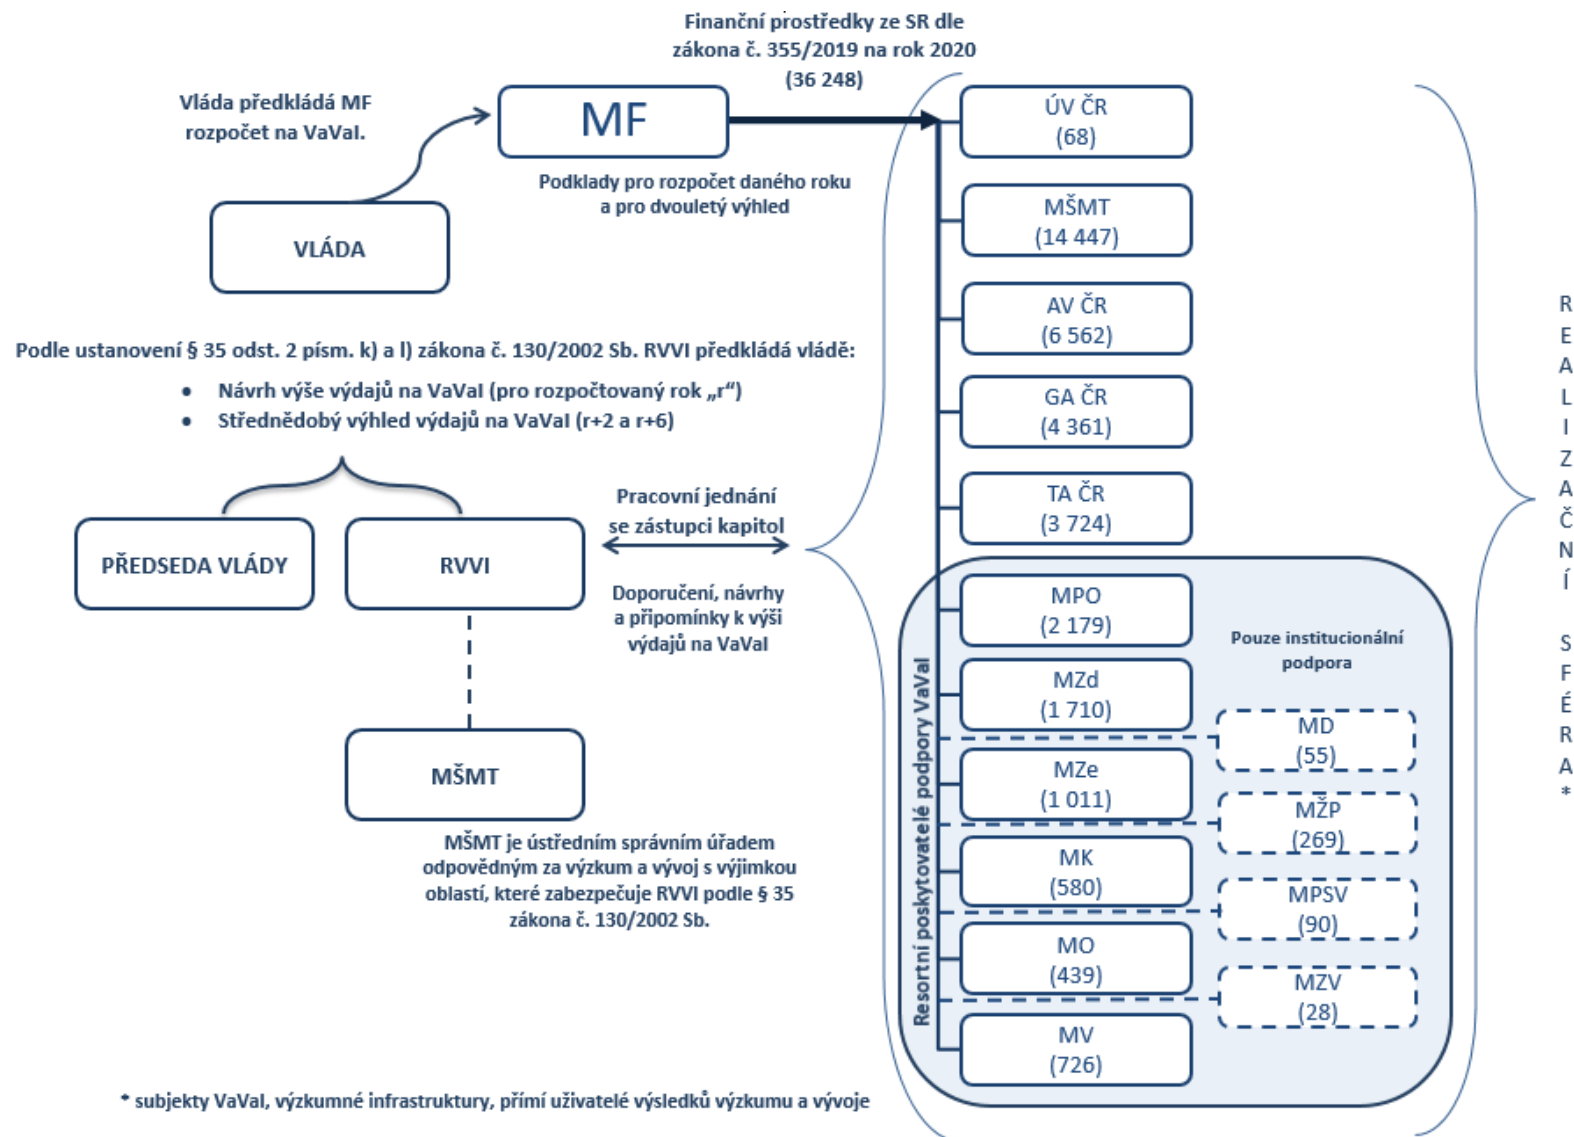 Finanční prostředky ze SR dle
zákona č. 355/2019 na rok 2020
(36 248)
Vláda předkládá MF
rozpočet na VaVaI.
MF
Podklady pro rozpočet daného roku
a pro dvouletý výhled
VLÁDA
Podle ustanovení § 35 odst. 2 písm. k) a l) zákona č. 130/2002 Sb. RVVI předkládá vládě:
• Návrh výše výdajů na VaVaI (pro rozpočtovaný rok „r“)
• Střednědobý výhled výdajů na VaVaI (r+2 a r+6)
PŘEDSEDA VLÁDY
RVVI
Pracovní jednání
se zástupci kapitol
Doporučení, návrhy
a připomínky k výši
výdajů na VaVaI
MŠMT
MŠMT je ústředním správním úřadem
odpovědným za výzkum a vývoj s výjimkou
oblastí, které zabezpečuje RVVI podle § 35
zákona č. 130/2002 Sb.
ÚV ČR
(68)
MŠMT
(14 447)
AV ČR
(6 562)
GA ČR
(4 361)
TA ČR
(3 724)
Resortní poskytovatelé podpory VaVaI
MPO
(2 179)
MZd
(1 710)
MZe
(1 011)
MK
(580)
MO
(439)
MV
(726)
Pouze institucionální
podpora
MD
(55)
MŽP
(269)
MPSV
(90)
MZV
(28)
REALIZAČNÍ SFÉRA*
* subjekty VaVaI, výzkumné infrastruktury, přímí uživatelé výsledků výzkumu a vývoje